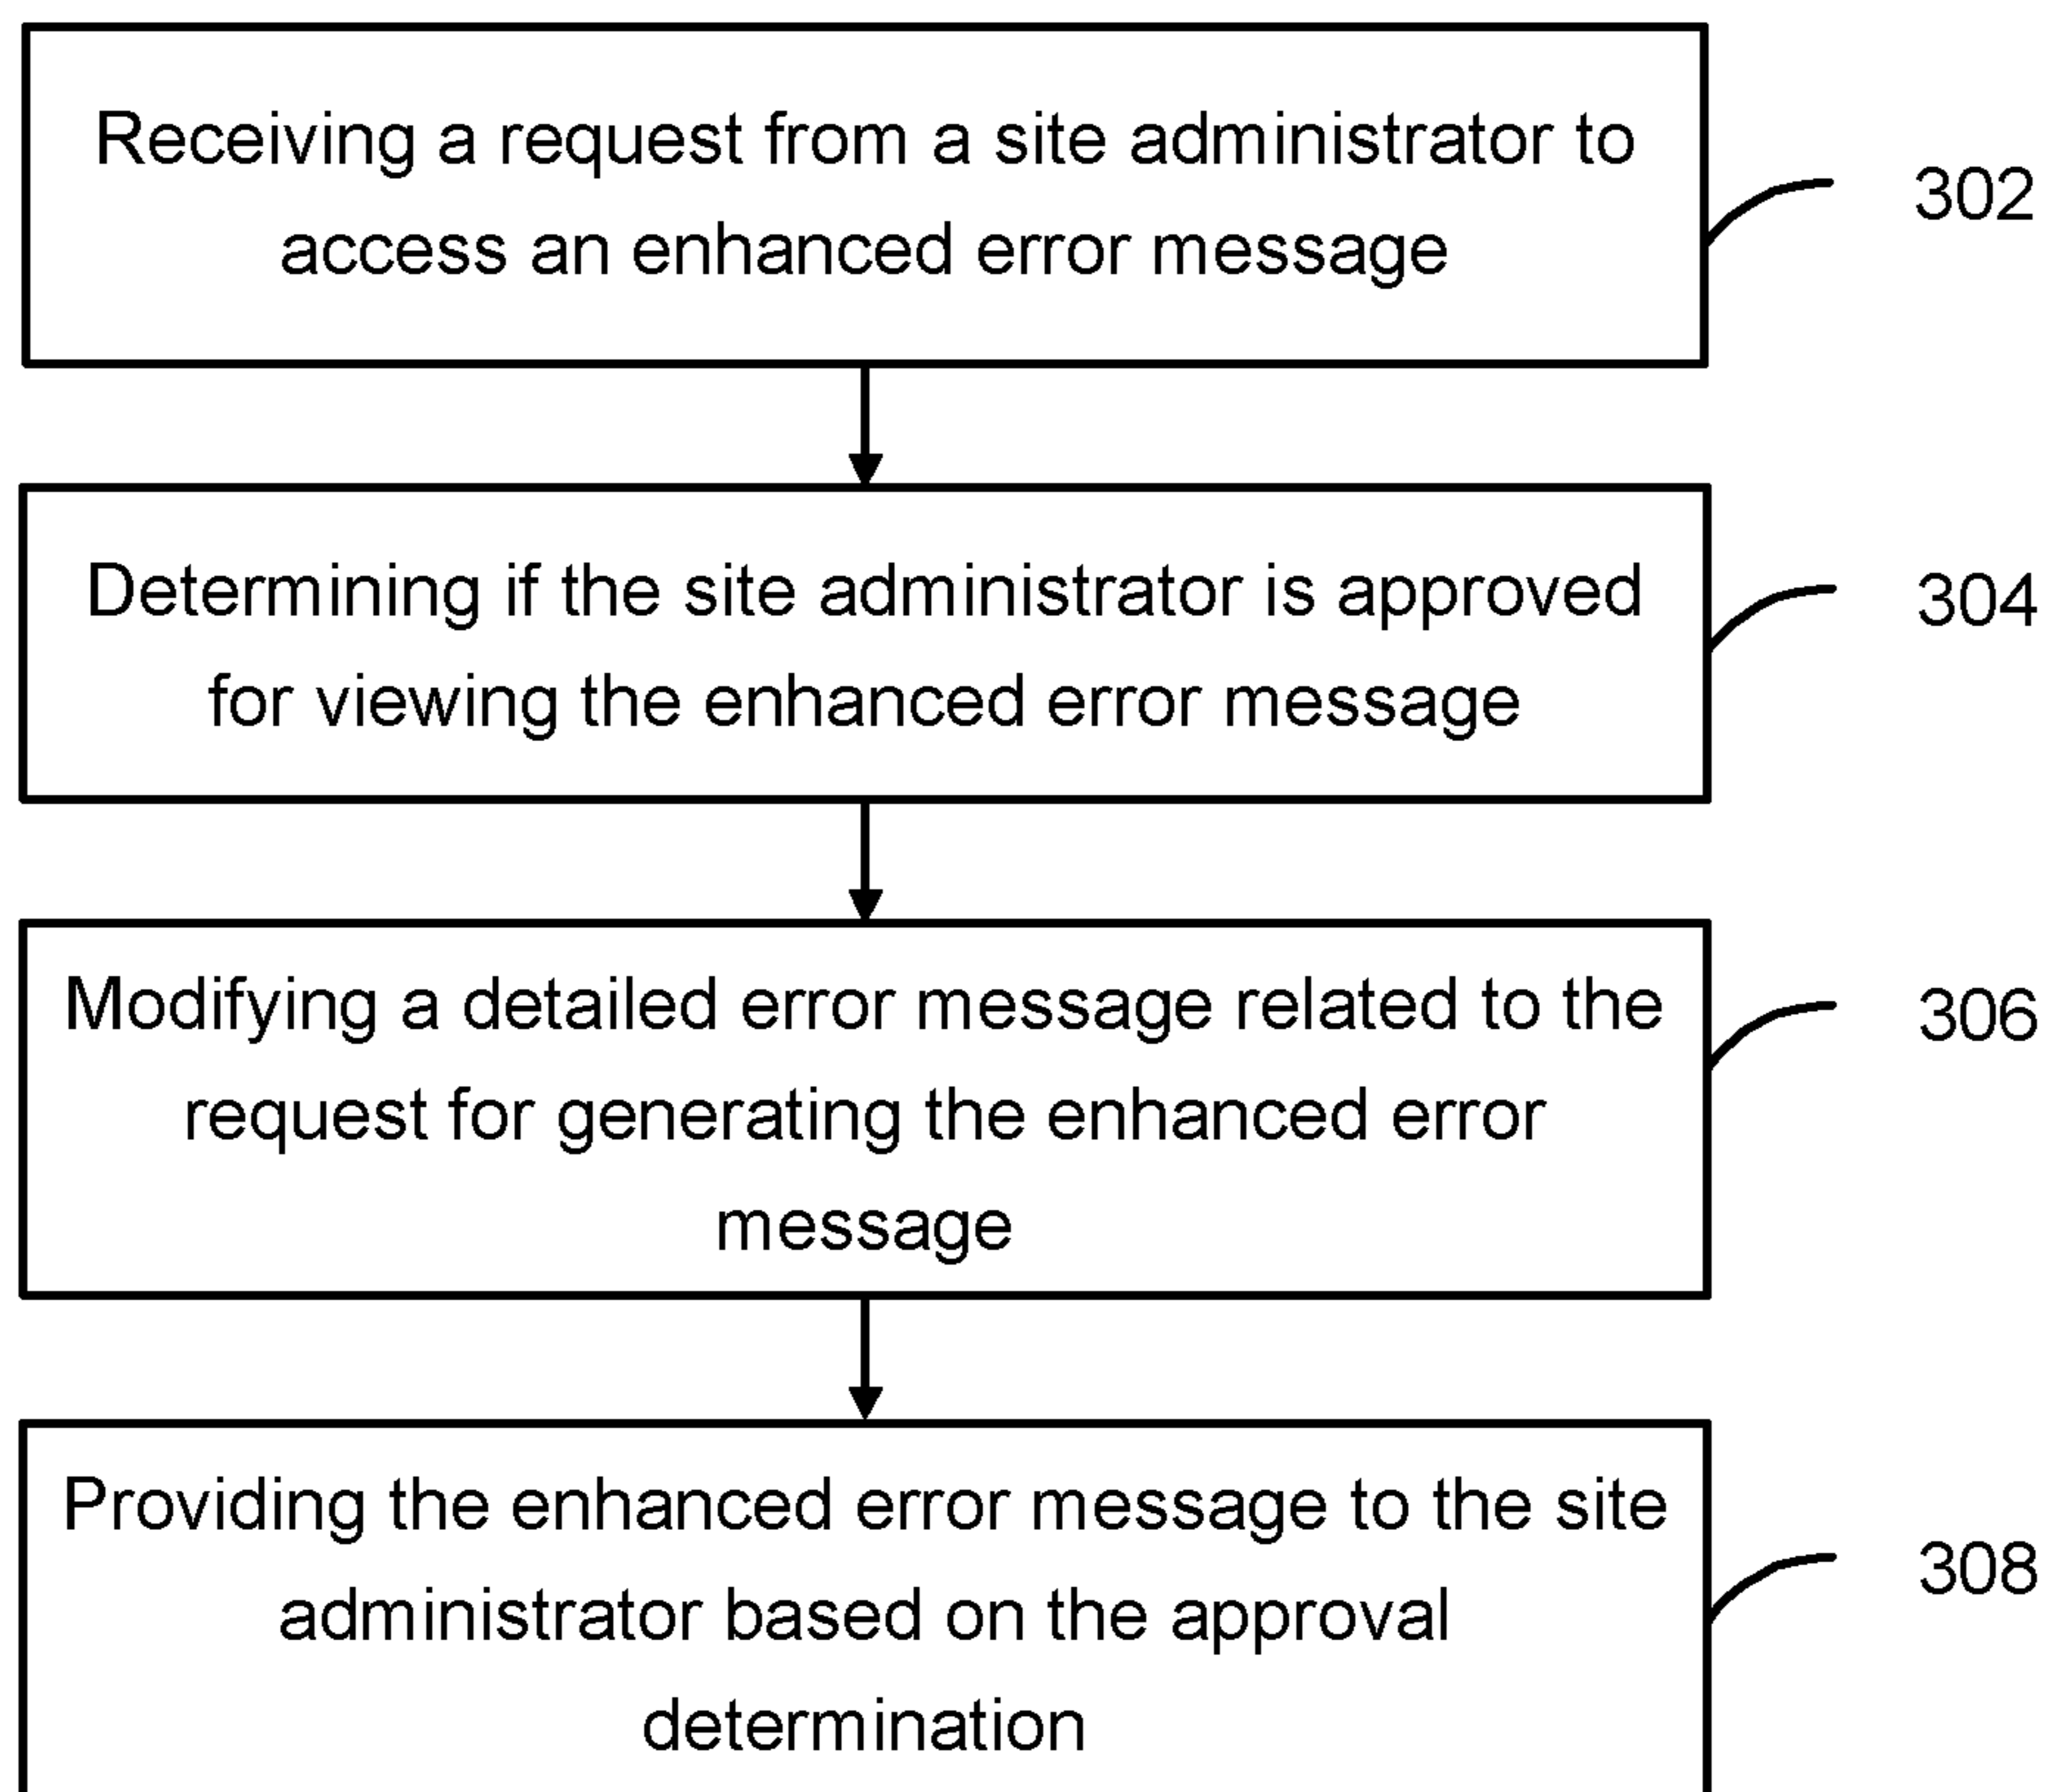 Receiving a request from a site administrator to
access an enhanced error message
302
Determining if the site administrator is approved
for viewing the enhanced error message
304
Modifying a detailed error message related to the
request for generating the enhanced error
message
306
Providing the enhanced error message to the site
administrator based on the approval
determination
308